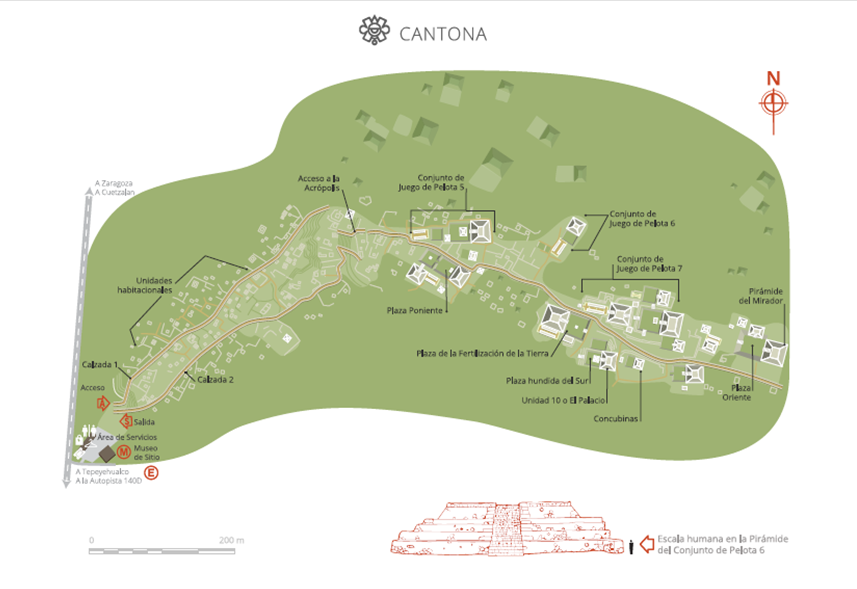 CANTONA
N
A Zaragoza
A Cuetzalan
Acceso a la
Acrópolis
Conjunto de
Juego de Pelota 5
Conjunto de
Juego de Pelota 6
Conjunto de
Juego de Pelota 7
Unidades
habitacionales
Pirámide
del Mirador
Plaza Poniente
Plaza de la Fertilización de la Tierra
Calzada 1
Calzada 2
Plaza hundida del Sur
Unidad 10 o El Palacio
Plaza
Oriente
Concubinas
Acceso
A
S
Salida
Área de Servicios
M
Museo
de Sitio
A Tepeyehualco
A la Autopista 140D
E
0
200 m
Escala humana en la Pirámide
del Conjunto de Pelota 6